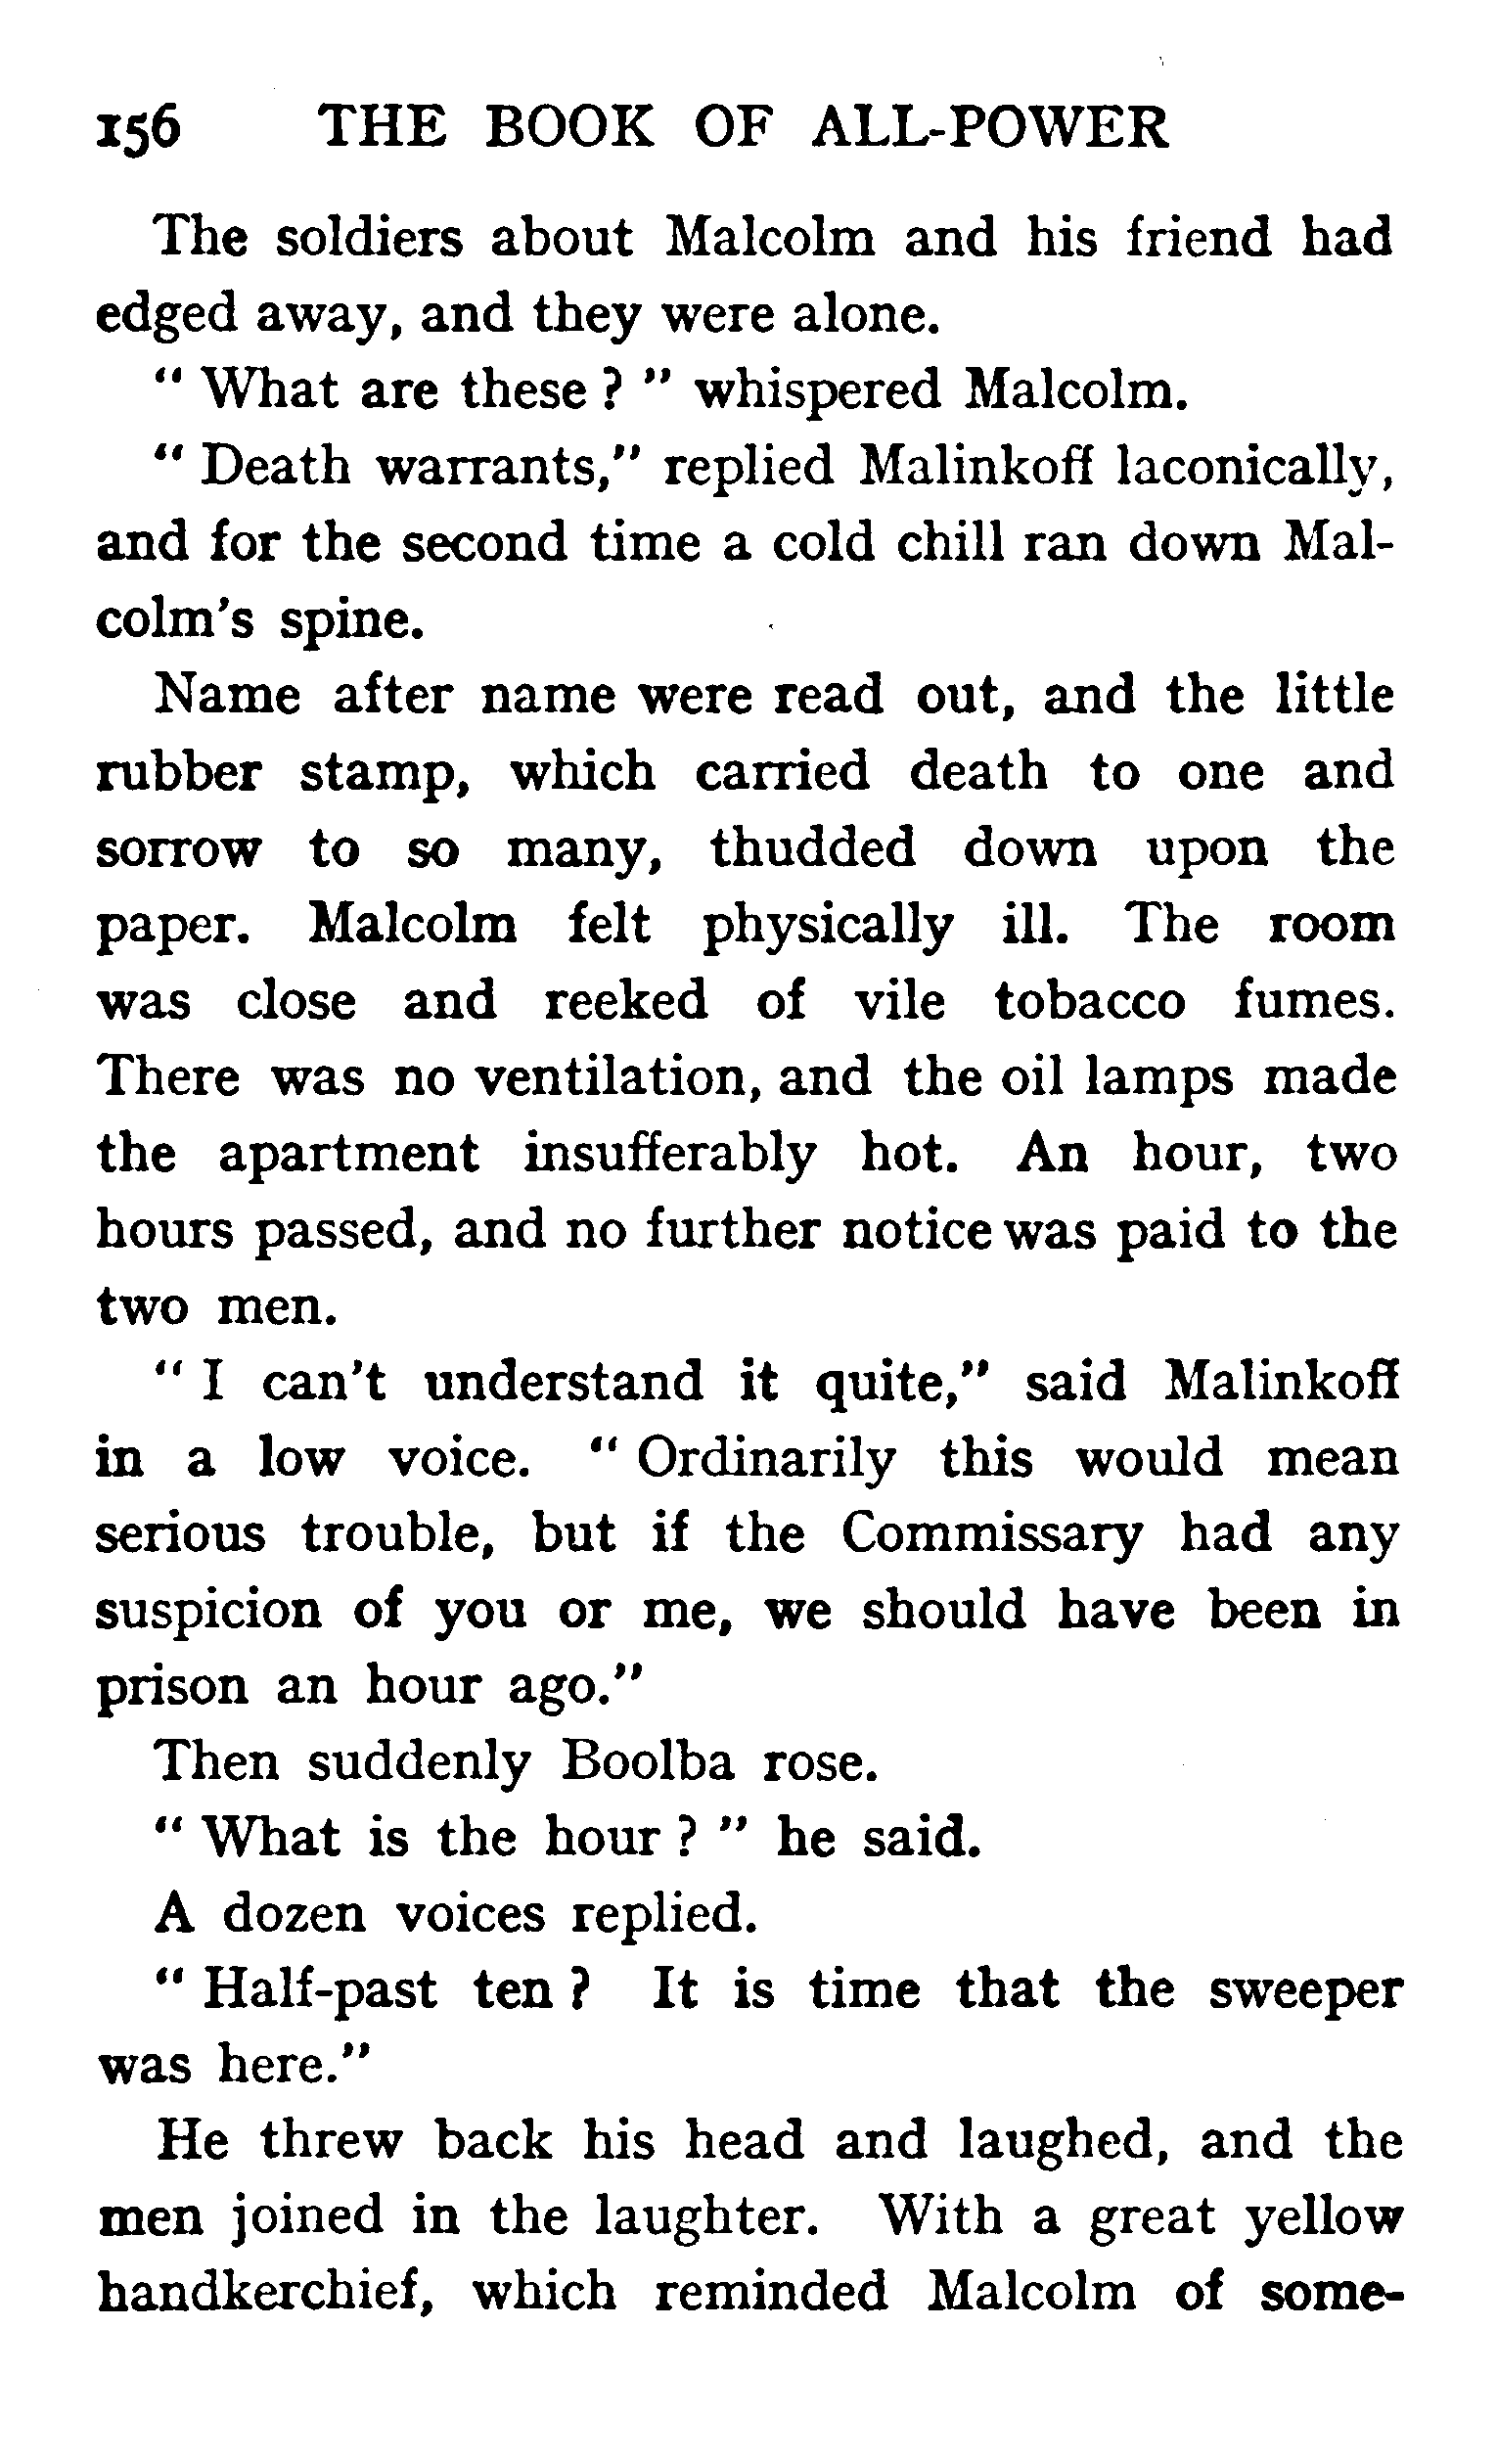 156 THE BOOK OF ALL-POWER
The soldiers about Malcolm and his friend had
edged away, and they were alone.
" What are these ? " whispered Malcolm.
" Death warrants," replied Malinkoff laconically,
and for the second time a cold chill ran down Mal-
colm's spine.
Name after name were read out, and the little
rubber stamp, which carried death to one and
sorrow to so many, thudded down upon the
paper. Malcolm felt physically ill. The room
was close and reeked of vile tobacco fumes.
There was no ventilation, and the oil lamps made
the apartment insufferably hot. An hour, two
hours passed, and no further notice was paid to the
two men.
" I can't understand it quite," said Malinkoff
in a low voice. " Ordinarily this would mean
serious trouble, but if the Commissary had any
suspicion of you or me, we should have been in
prison an hour ago."
Then suddenly Boolba rose.
" What is the hour ? " he said.
A dozen voices replied.
" Half-past ten ? It is time that the sweeper
was here."
He threw back his head and laughed, and the
men joined in the laughter. With a great yellow
handkerchief, which reminded Malcolm of some-